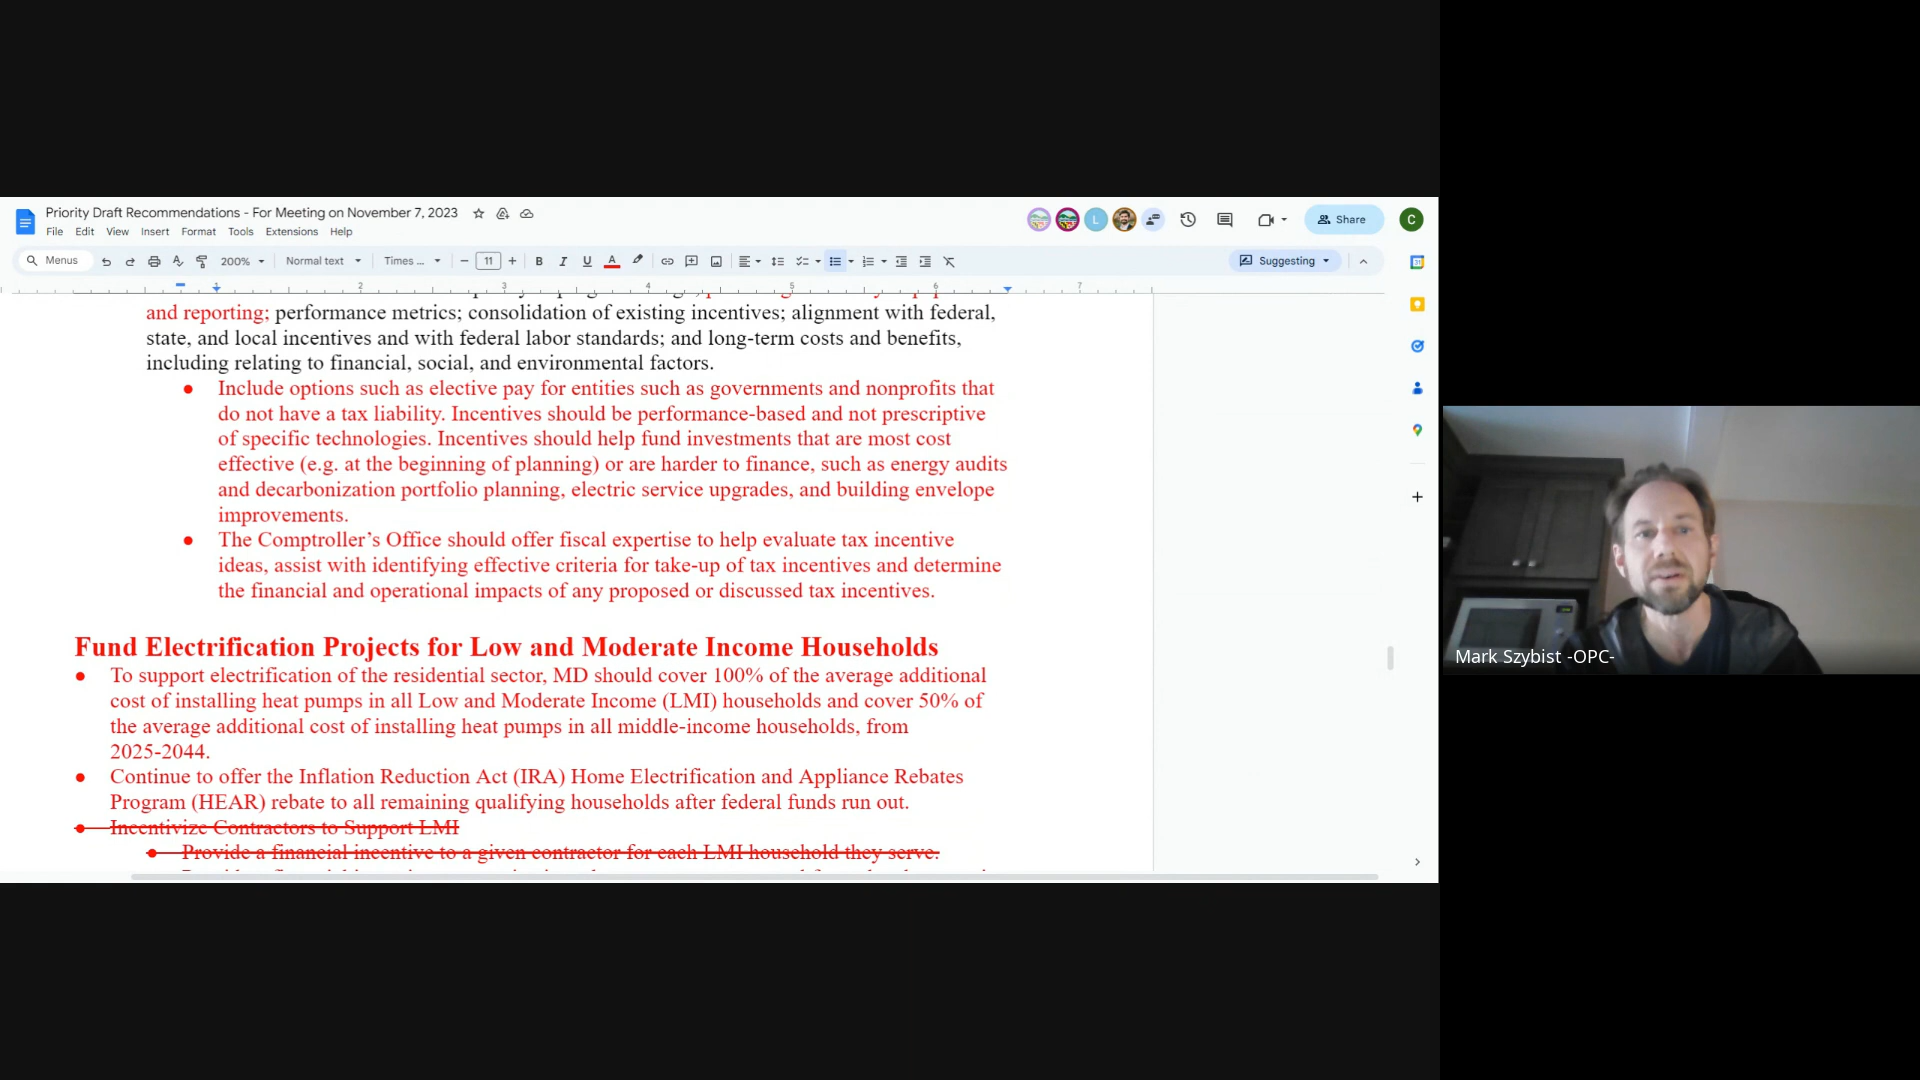 Priority Draft Recommendations - For Meeting on November 7, 2023
File Edit View Insert Format Tools Extensions Help
L
Share
C
Menus
200%
Normal text
Times ...
11
B I U A
Suggesting
1 2 3 4 5 6 7
31
and reporting; performance metrics; consolidation of existing incentives; alignment with federal,
state, and local incentives and with federal labor standards; and long-term costs and benefits,
including relating to financial, social, and environmental factors.
● Include options such as elective pay for entities such as governments and nonprofits that
do not have a tax liability. Incentives should be performance-based and not prescriptive
of specific technologies. Incentives should help fund investments that are most cost
effective (e.g. at the beginning of planning) or are harder to finance, such as energy audits
and decarbonization portfolio planning, electric service upgrades, and building envelope
improvements.
● The Comptroller’s Office should offer fiscal expertise to help evaluate tax incentive
ideas, assist with identifying effective criteria for take-up of tax incentives and determine
the financial and operational impacts of any proposed or discussed tax incentives.
Fund Electrification Projects for Low and Moderate Income Households
● To support electrification of the residential sector, MD should cover 100% of the average additional
cost of installing heat pumps in all Low and Moderate Income (LMI) households and cover 50% of
the average additional cost of installing heat pumps in all middle-income households, from
2025-2044.
● Continue to offer the Inflation Reduction Act (IRA) Home Electrification and Appliance Rebates
Program (HEAR) rebate to all remaining qualifying households after federal funds run out.
● Incentivize Contractors to Support LMI
● Provide a financial incentive to a given contractor for each LMI household they serve.
Mark Szybist -OPC-